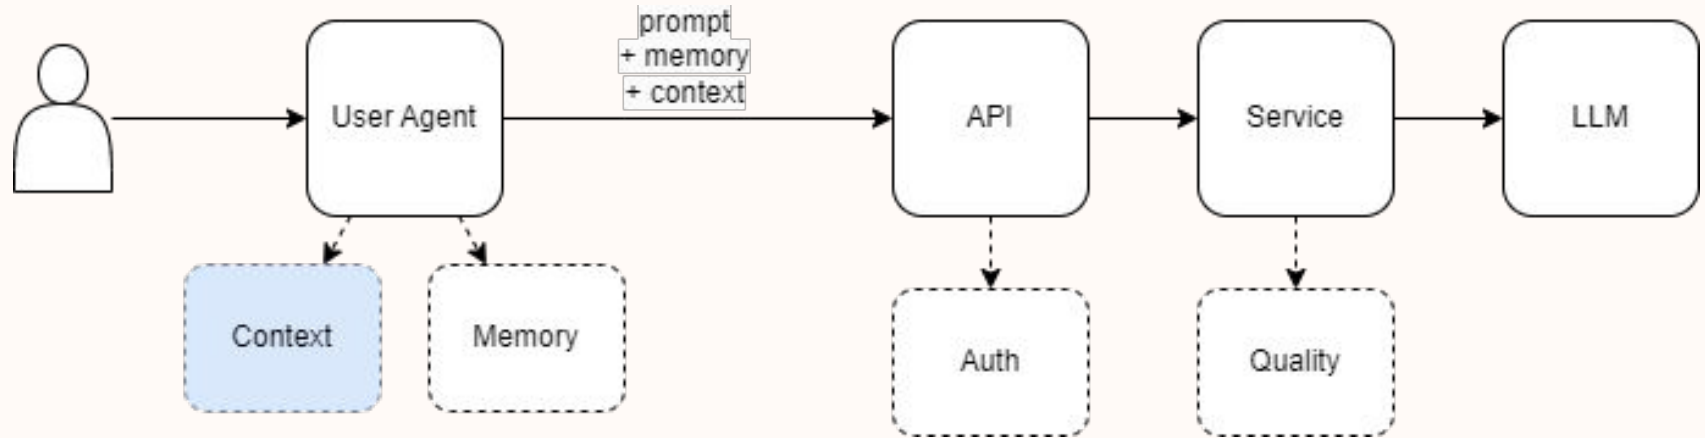 prompt
+ memory
+ context
User Agent
API
Service
LLM
Context
Memory
Auth
Quality